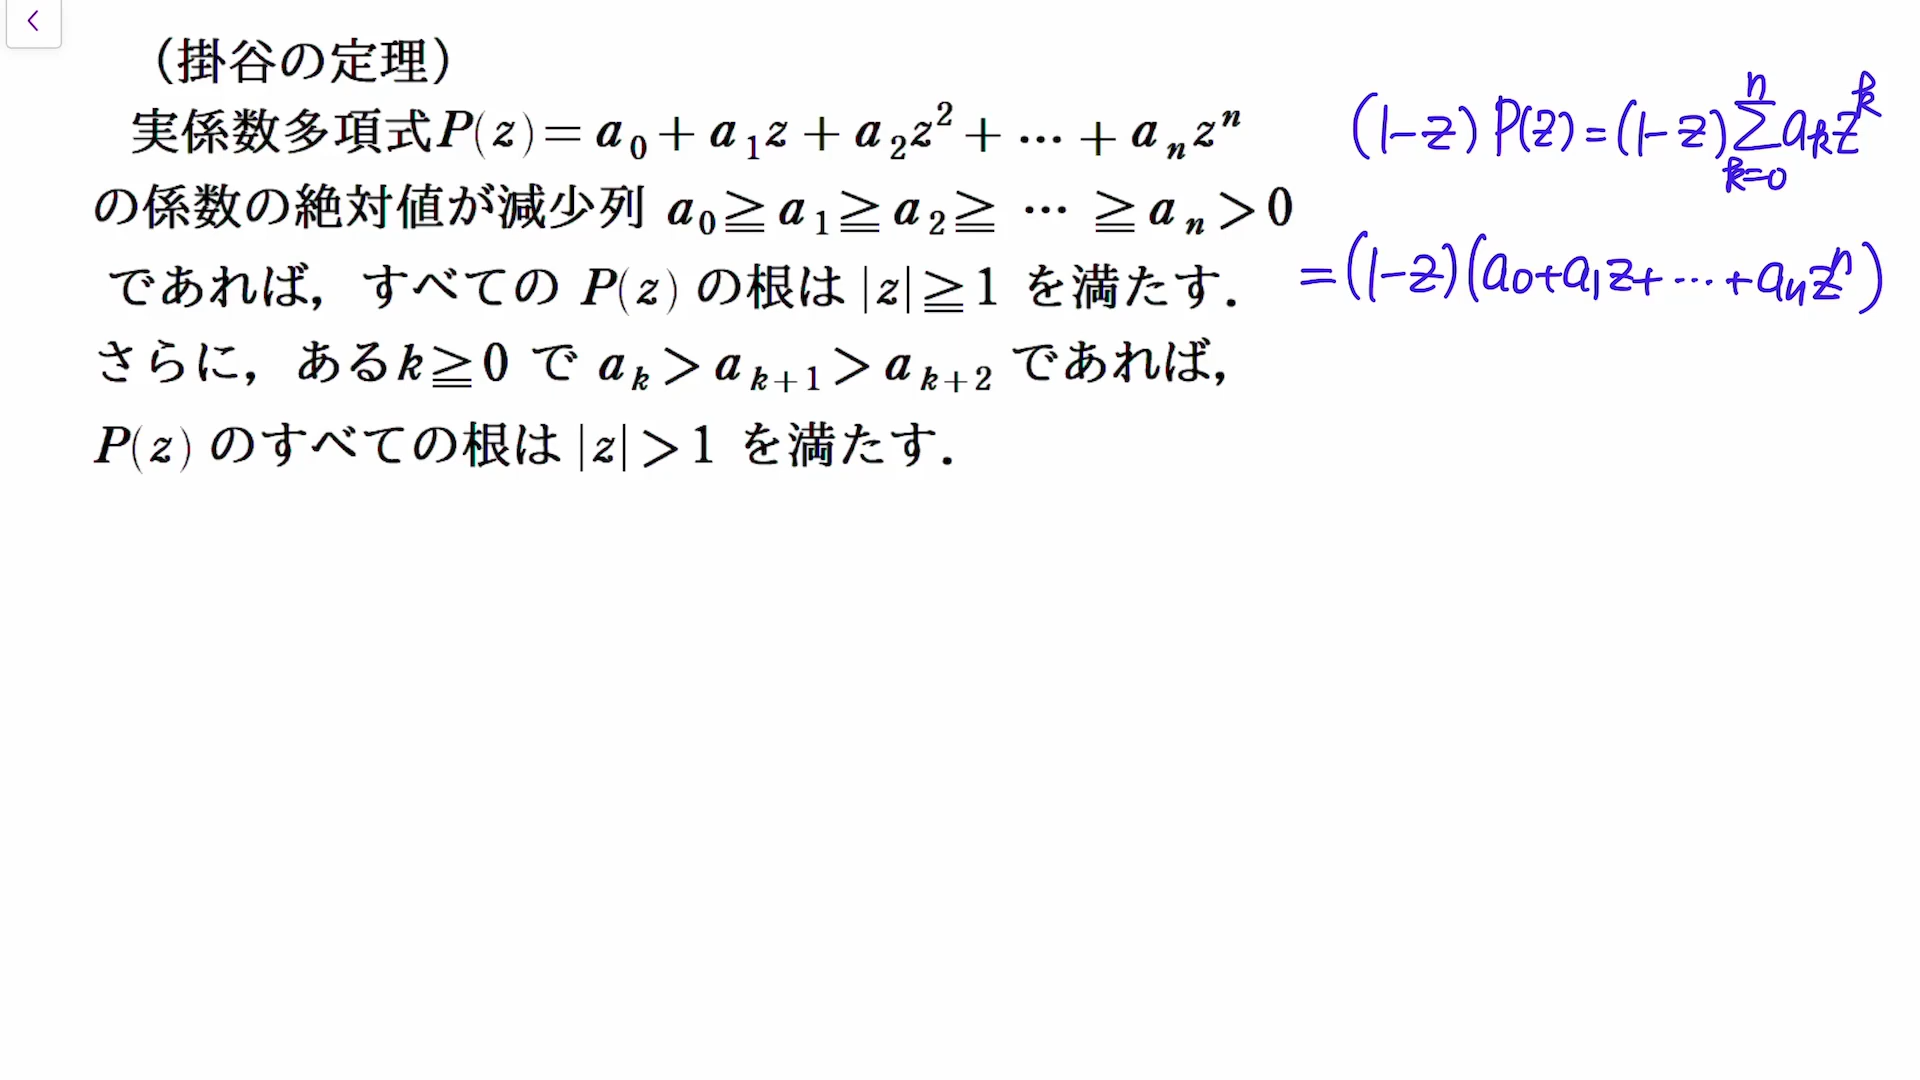 （掛谷の定理）
実係数多項式P(z)=a₀+a₁z+a₂z²+…+aₙzⁿ
の係数の絶対値が減少列 a₀≧a₁≧a₂≧ … ≧aₙ>0
であれば，すべての P(z) の根は |z|≧1 を満たす．
さらに，あるk≧0 で aₖ>aₖ₊₁>aₖ₊₂ であれば，
P(z) のすべての根は |z|>1 を満たす．
(1-z)P(z)=(1-z)∑_{k=0}^{n} aₖzᵏ
=(1-z)(a₀+a₁z+…+aₙzⁿ)